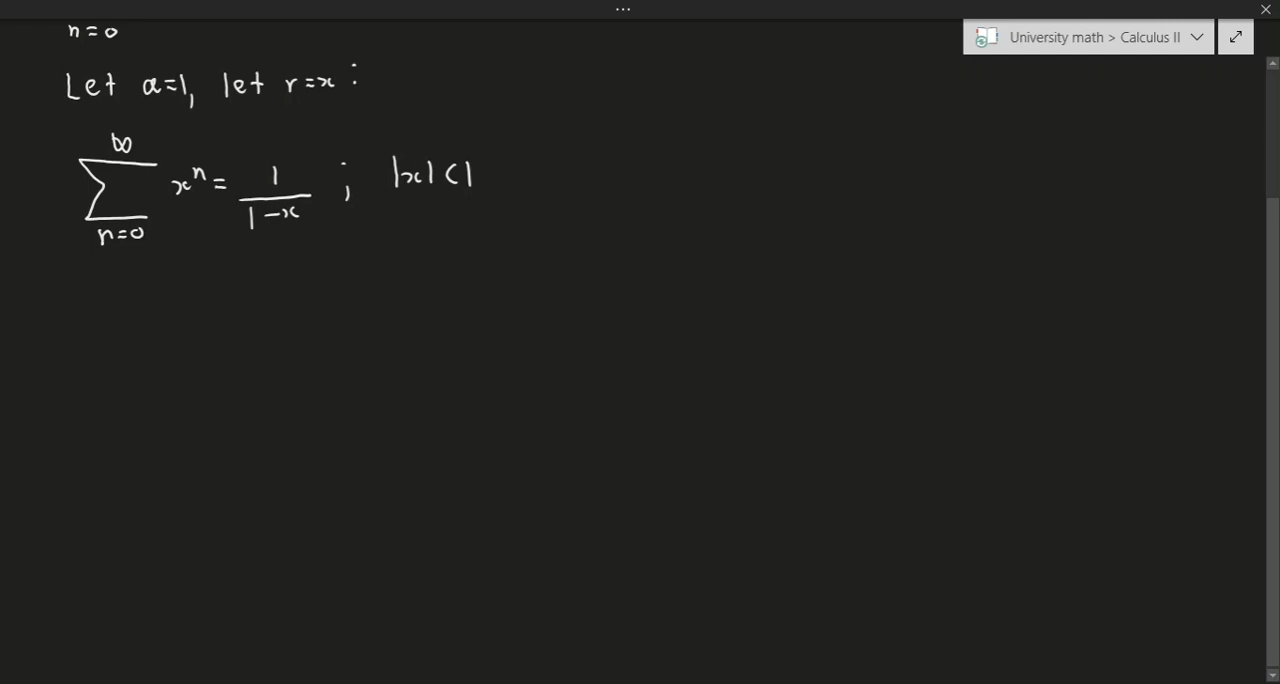 ...
n=0
University math > Calculus II
Let a=1, let r=x:
∞
∑ xⁿ = 1/(1-x) ; |x|<1
n=0